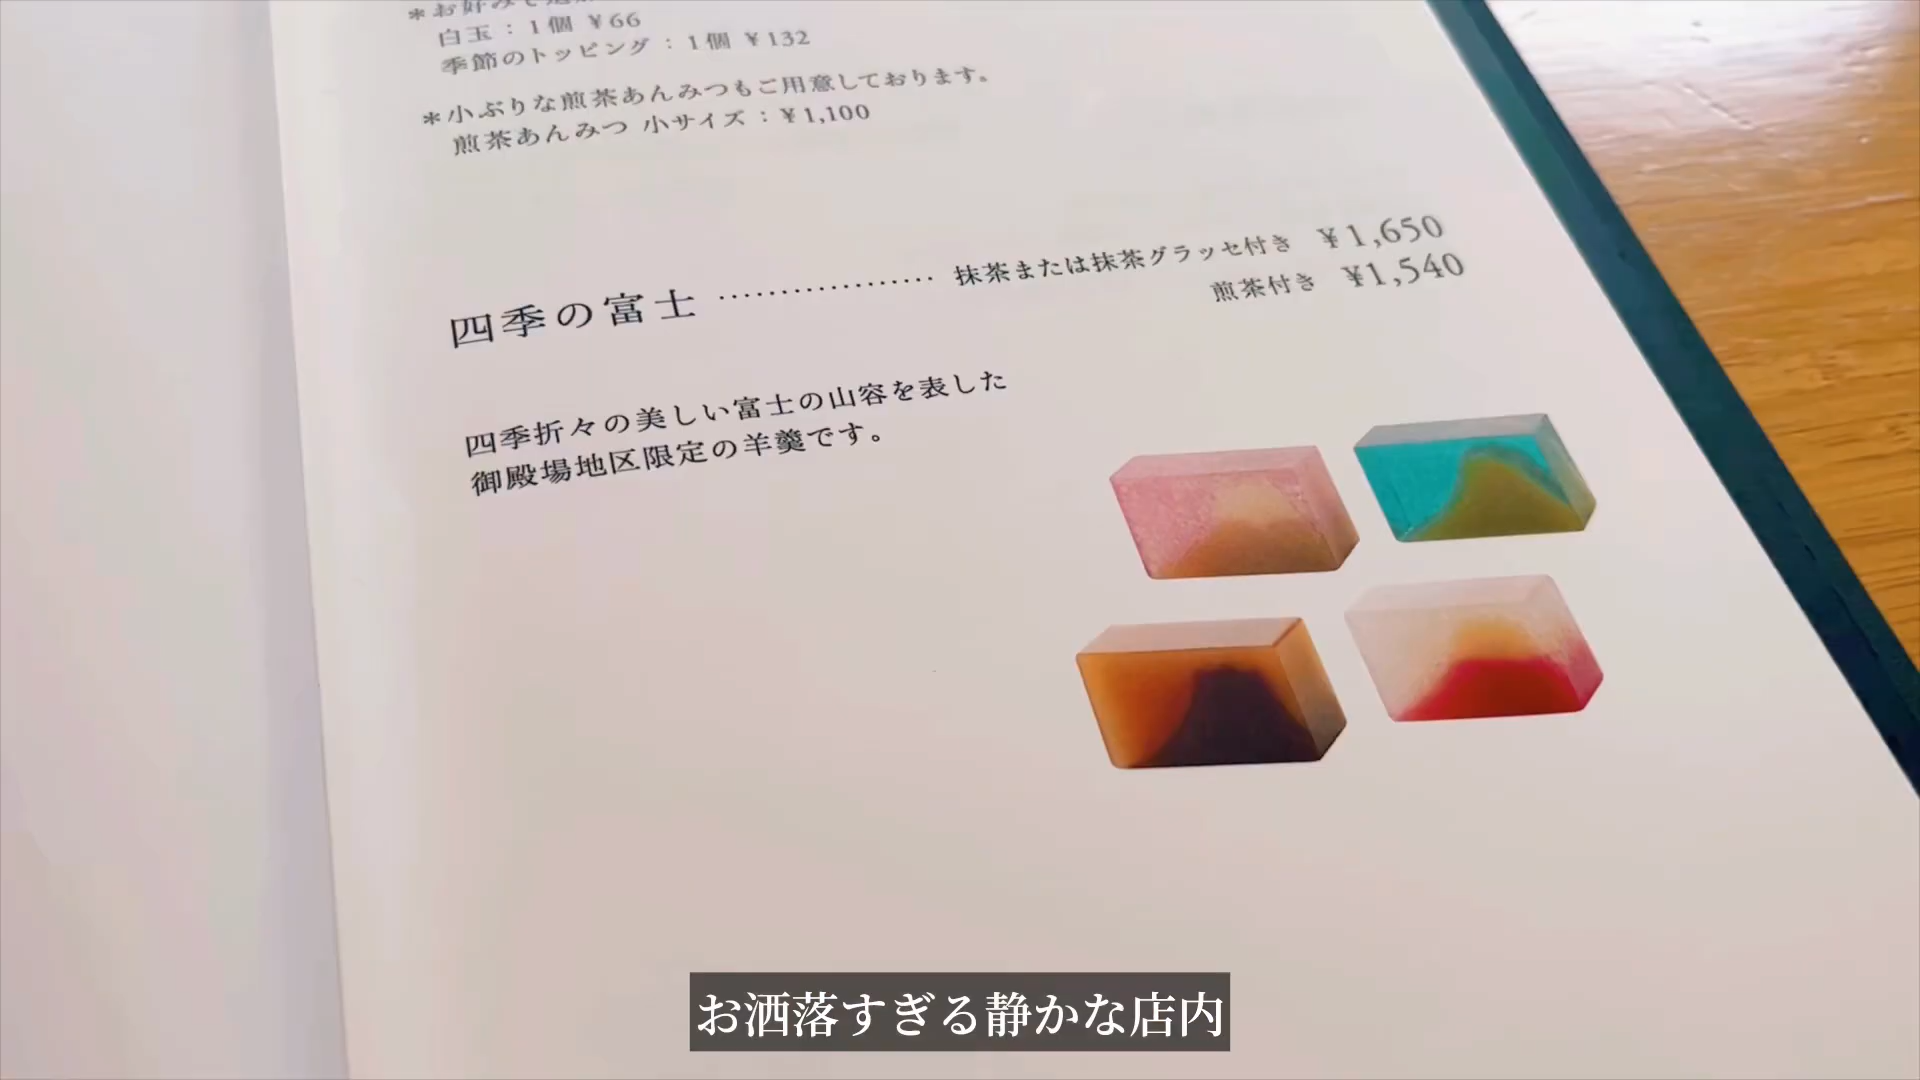 ＊お好みで追加
白玉：1個 ¥66
季節のトッピング：1個 ¥132
＊小ぶりな煎茶あんみつもご用意しております。
煎茶あんみつ 小サイズ：¥1,100
四季の富士 ……………… 抹茶または抹茶グラッセ付き ¥1,650
煎茶付き ¥1,540
四季折々の美しい富士の山容を表した
御殿場地区限定の羊羹です。
お洒落すぎる静かな店内